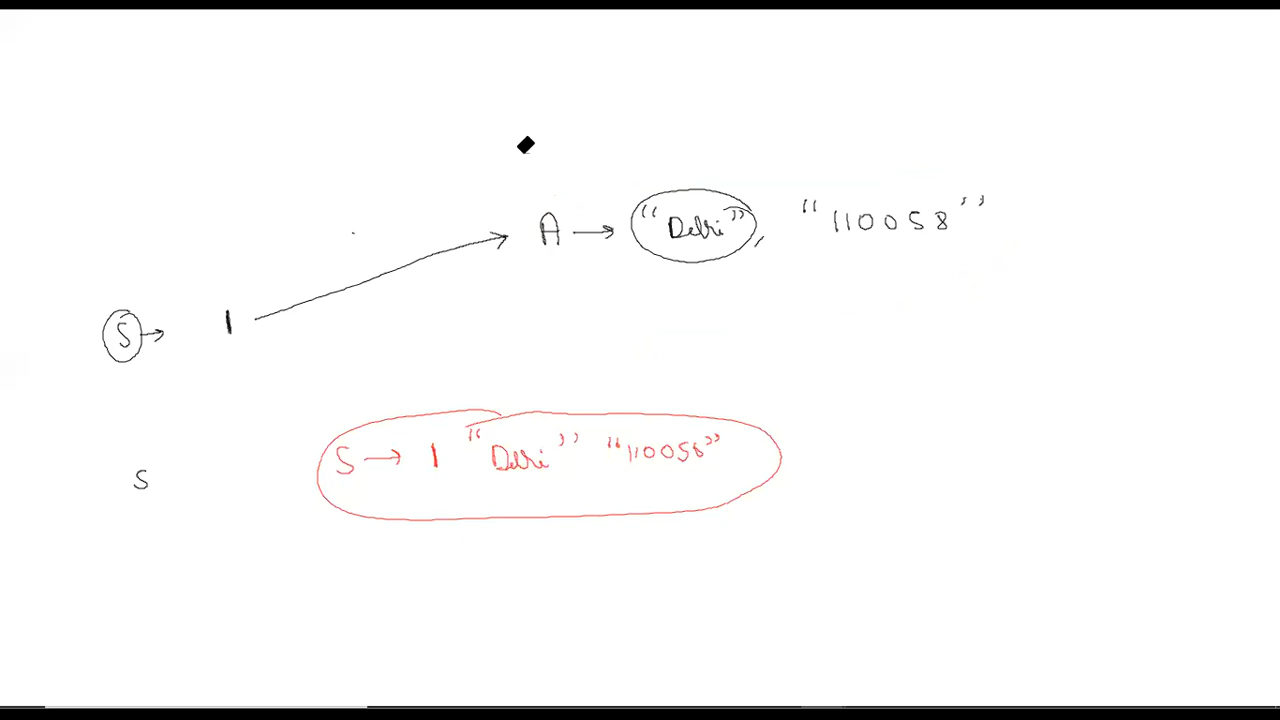 A → "Delhi", "110058"
S → 1
S → 1 "Delhi" "110058"
S